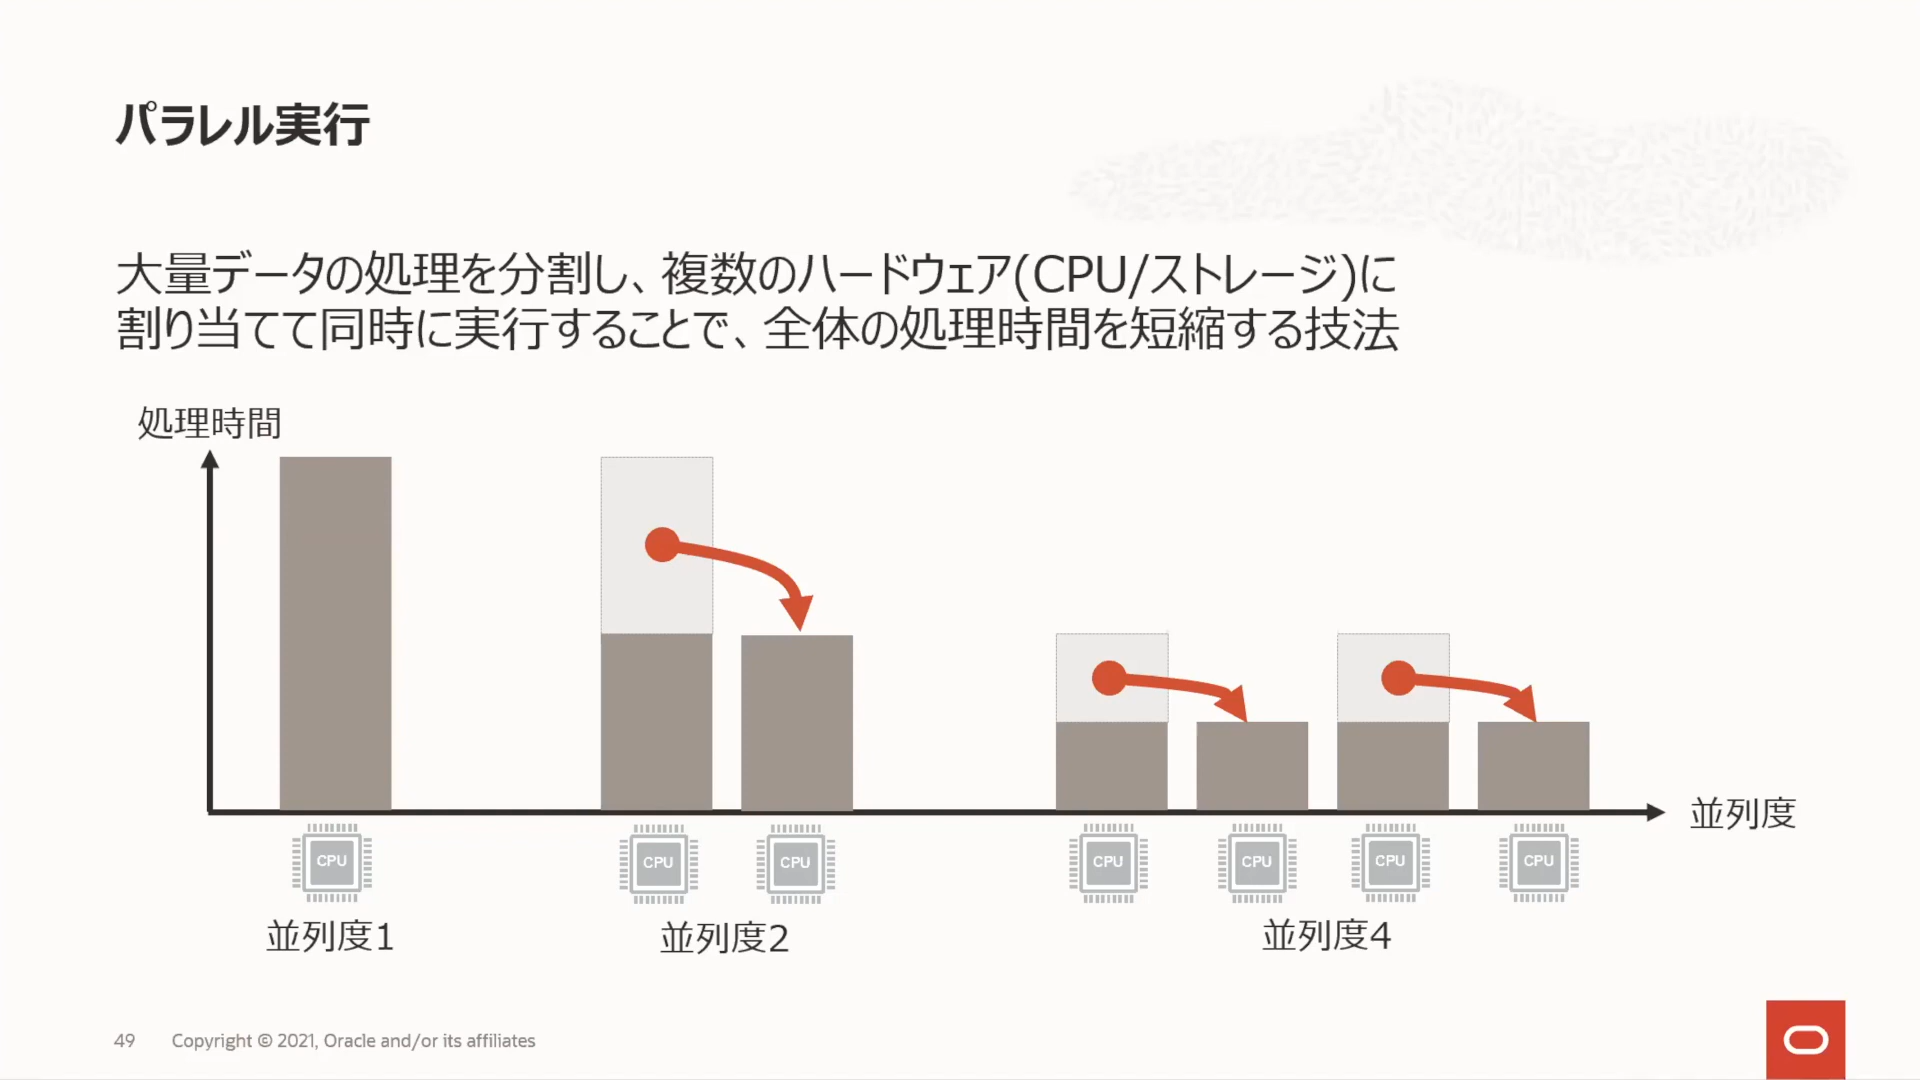 パラレル実行
大量データの処理を分割し、複数のハードウェア(CPU/ストレージ)に
割り当てて同時に実行することで、全体の処理時間を短縮する技法
処理時間
並列度
CPU
CPU
CPU
CPU
CPU
CPU
CPU
並列度1
並列度2
並列度4
49
Copyright © 2021, Oracle and/or its affiliates